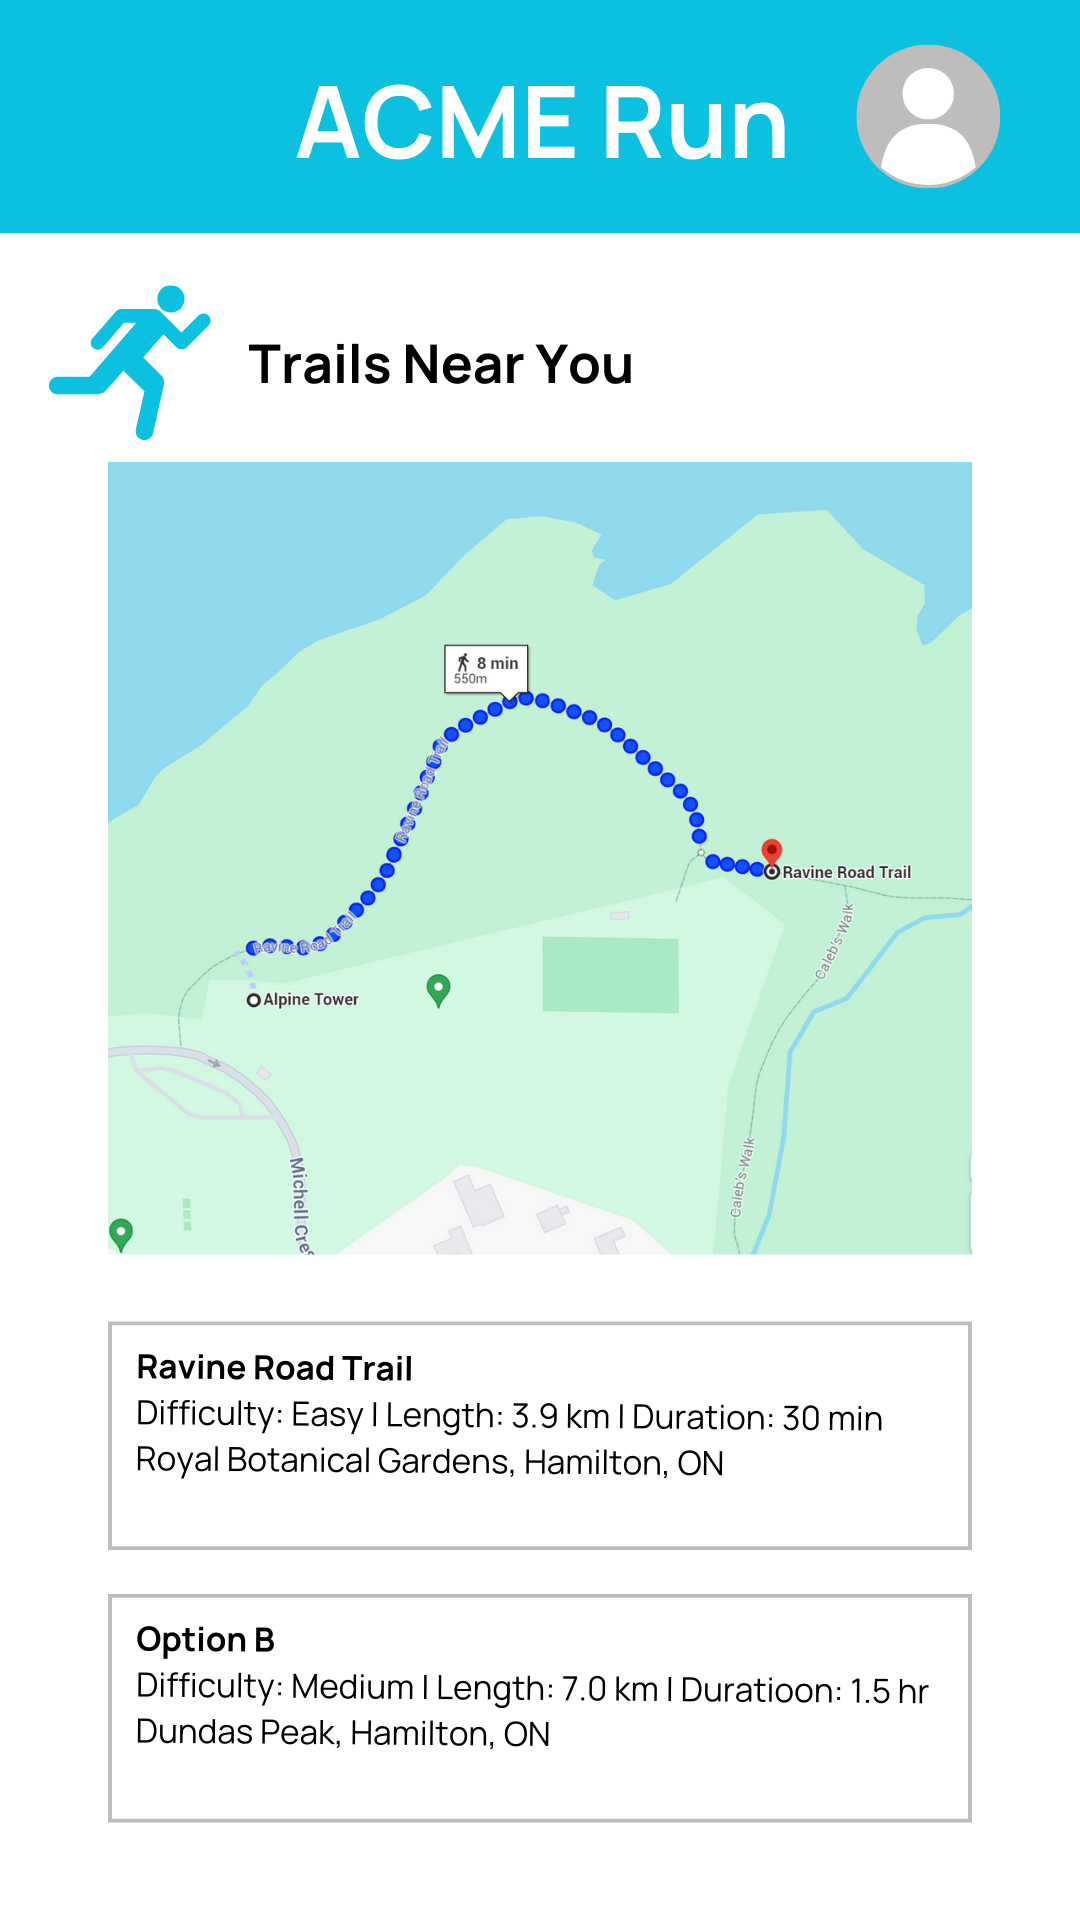 ACME Run
Trails Near You
8 min
550m
Ravine Road Trail
Ravine Road Trail
Ravine Road Trail
Alpine Tower
Caleb's Walk
Caleb's Walk
Michell Cres
Ravine Road Trail
Difficulty: Easy | Length: 3.9 km | Duration: 30 min
Royal Botanical Gardens, Hamilton, ON
Option B
Difficulty: Medium | Length: 7.0 km | Duratioon: 1.5 hr
Dundas Peak, Hamilton, ON